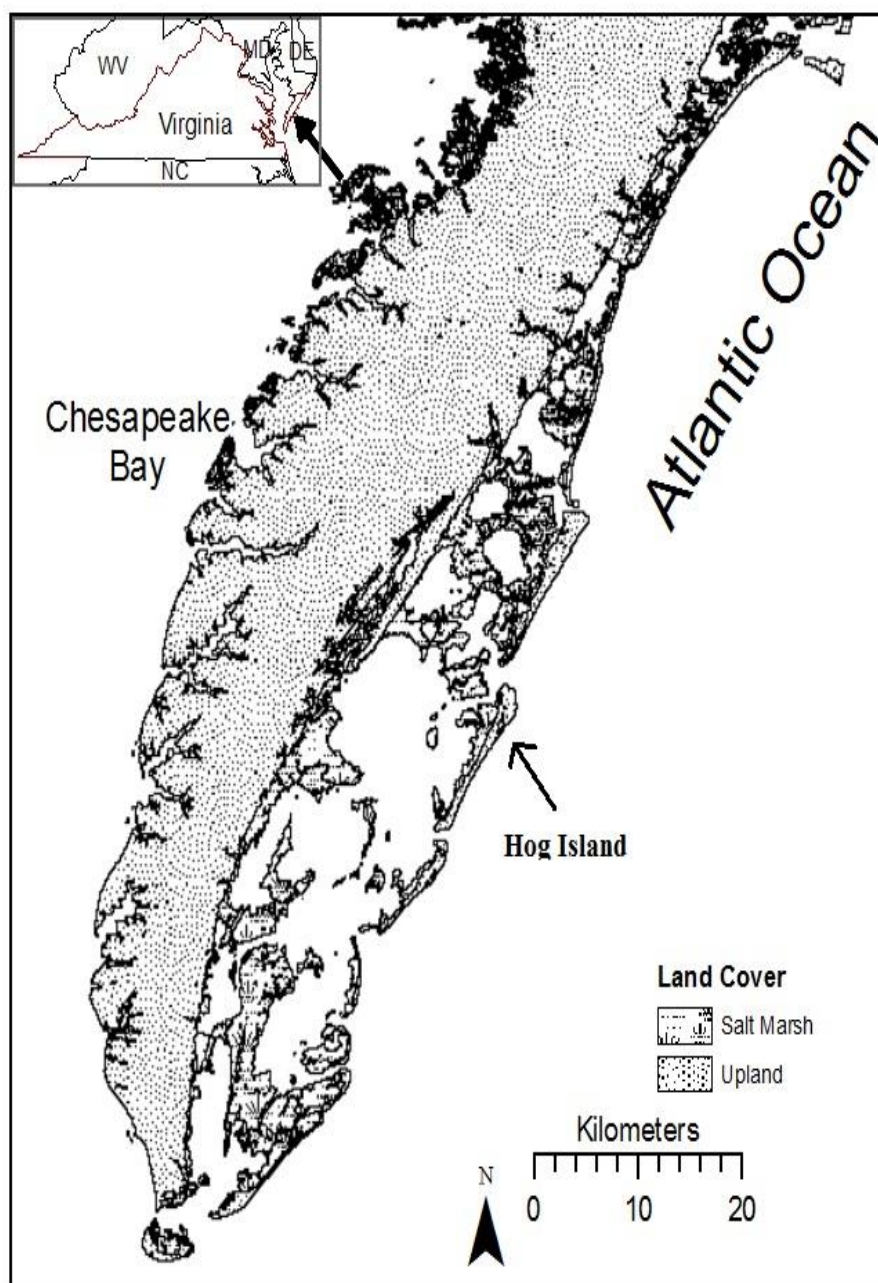 WV
MD
DE
Virginia
NC
Atlantic Ocean
Chesapeake
Bay
Hog Island
Land Cover
Salt Marsh
Upland
Kilometers
N
0 10 20